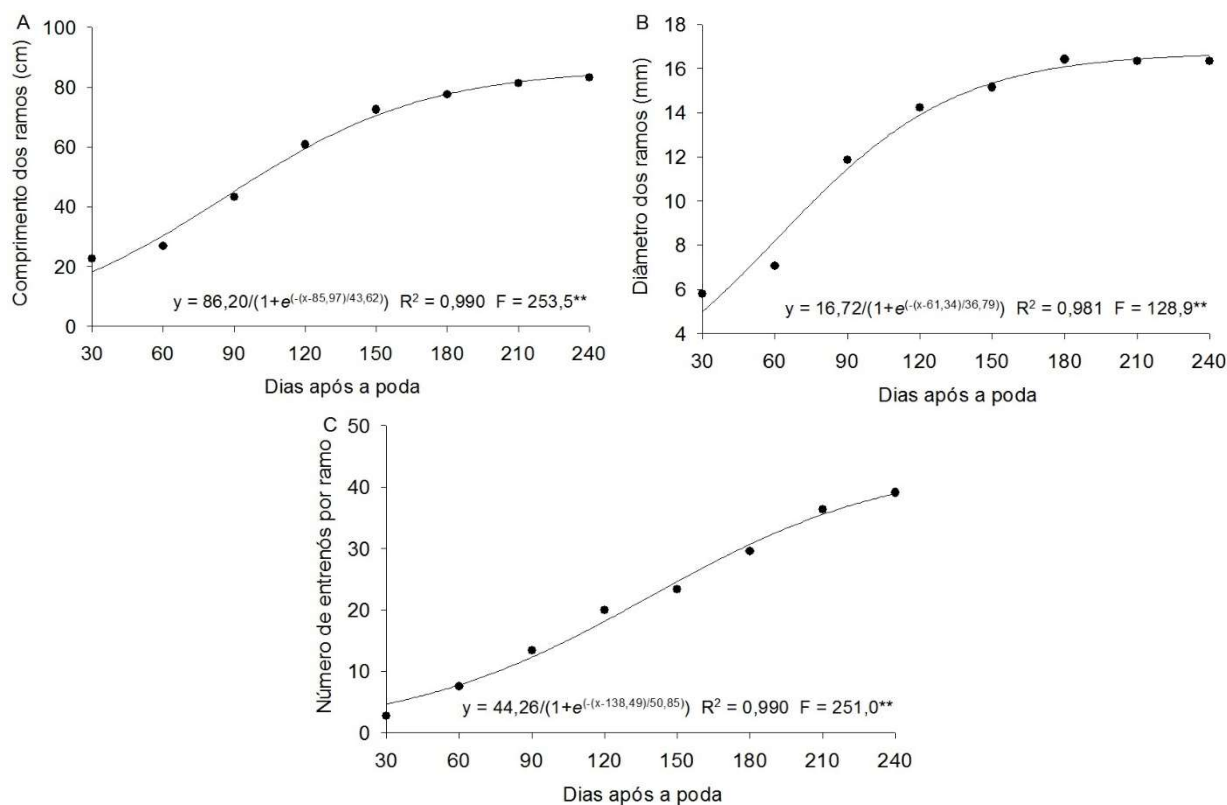 A
Comprimento dos ramos (cm)
100
80
60
40
20
0
y = 86,20/(1+e^(-(x-85,97)/43,62)) R² = 0,990 F = 253,5**
30 60 90 120 150 180 210 240
Dias após a poda
B
Diâmetro dos ramos (mm)
18
16
14
12
10
8
6
4
y = 16,72/(1+e^(-(x-61,34)/36,79)) R² = 0,981 F = 128,9**
30 60 90 120 150 180 210 240
Dias após a poda
C
Número de entrenós por ramo
50
40
30
20
10
0
y = 44,26/(1+e^(-(x-138,49)/50,85)) R² = 0,990 F = 251,0**
30 60 90 120 150 180 210 240
Dias após a poda